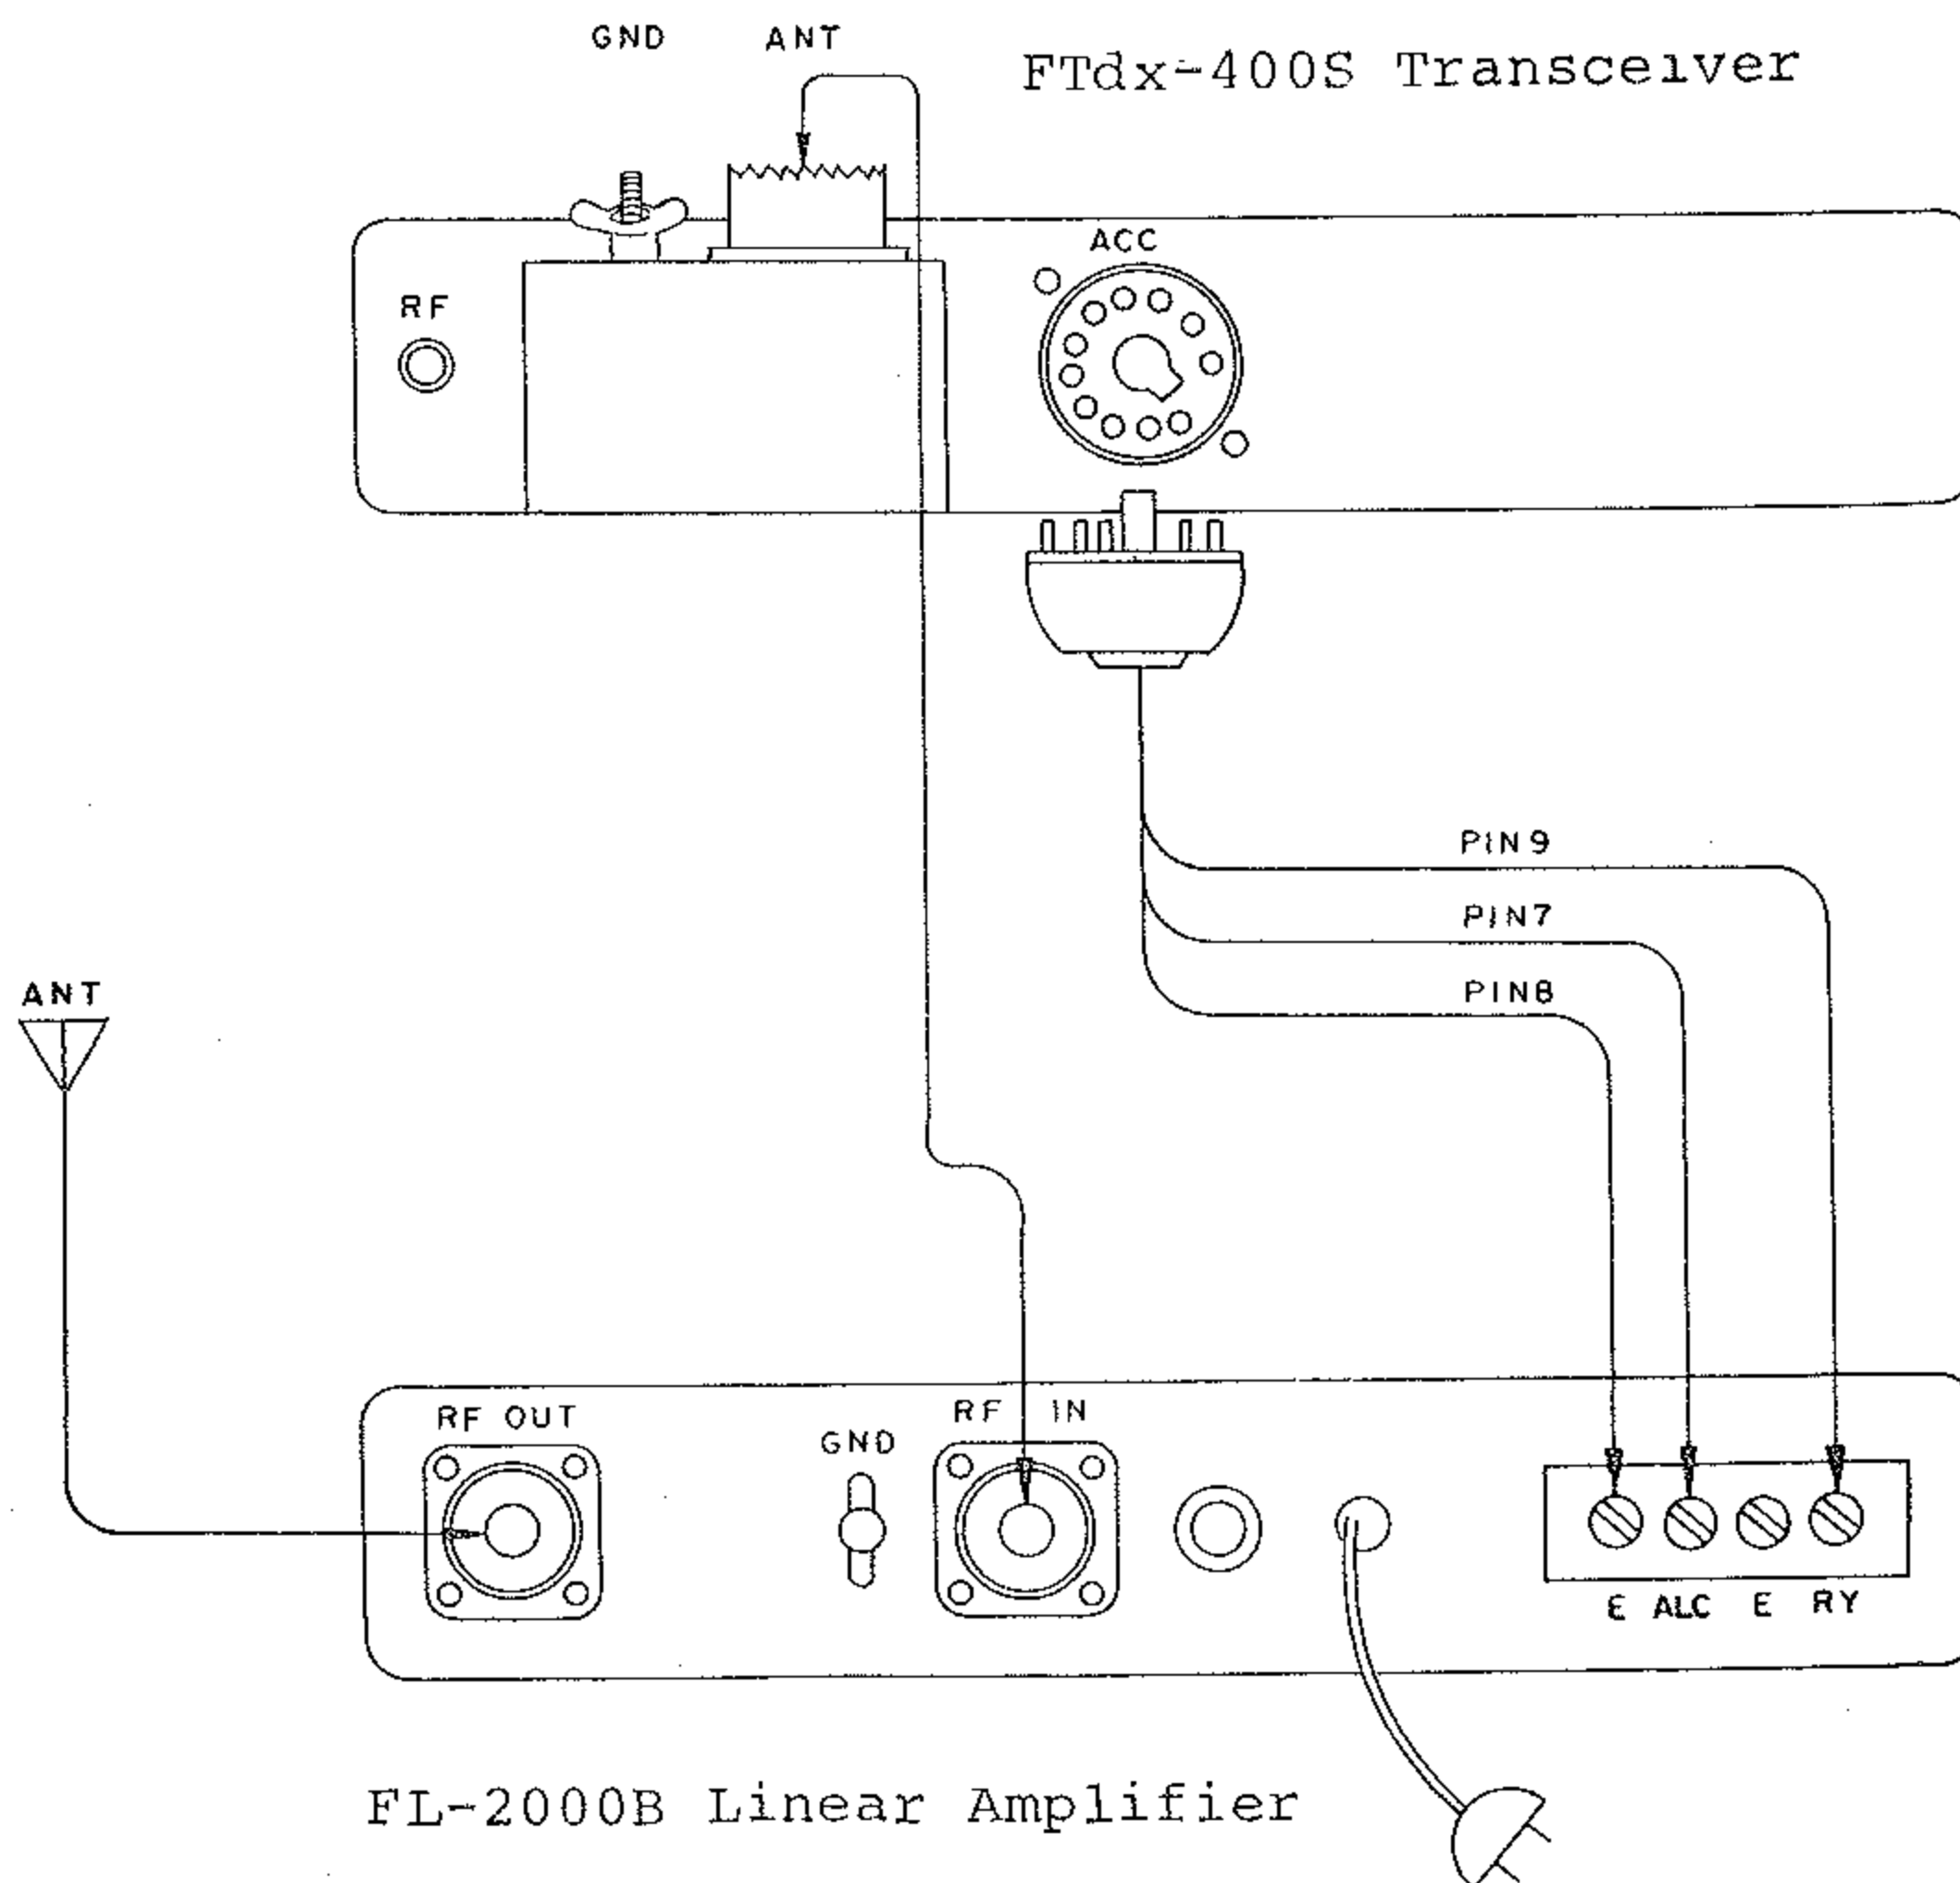 GND ANT
FTdx-400S Transceiver
ACC
RF
PIN9
PIN7
PIN8
ANT
RF OUT
GND
RF IN
E ALC E RY
FL-2000B Linear Amplifier